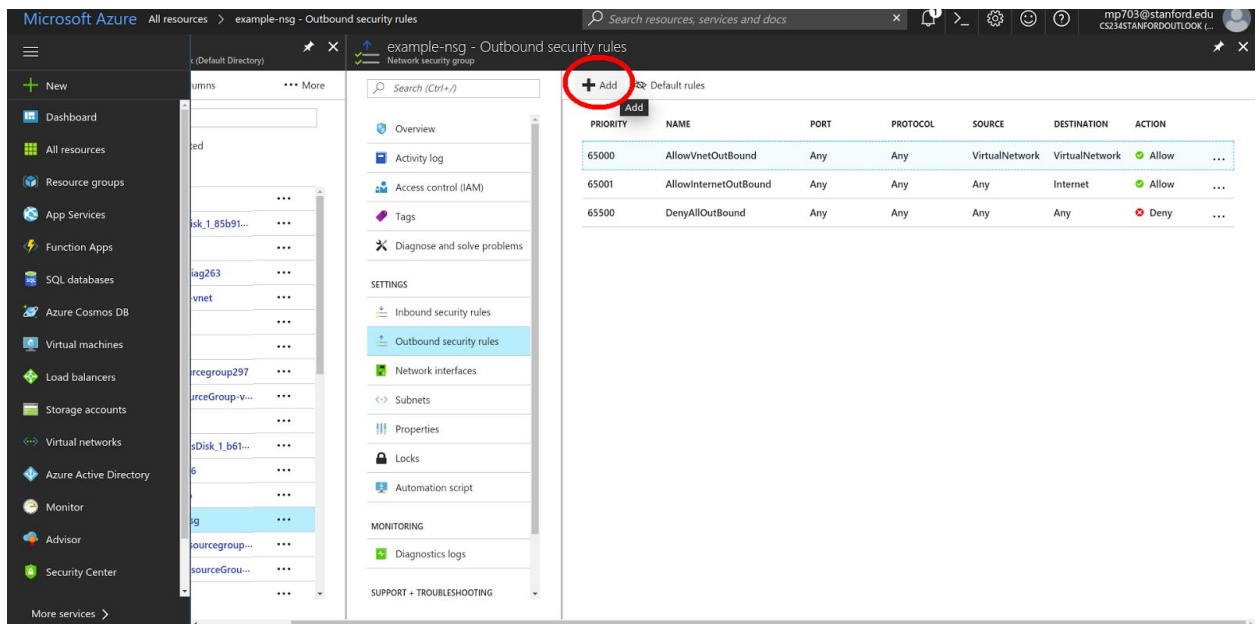 Microsoft Azure All resources > example-nsg - Outbound security rules
Search resources, services and docs
1
mp703@stanford.edu
CS234STANFORDOUTLOOK (...
New
Dashboard
All resources
Resource groups
App Services
Function Apps
SQL databases
Azure Cosmos DB
Virtual machines
Load balancers
Storage accounts
Virtual networks
Azure Active Directory
Monitor
Advisor
Security Center
More services >
(Default Directory)
umns ... More
ted
isk_1_85b91...
iag263
-vnet
rcegroup297
urceGroup-v...
sDisk_1_b61...
6
sg
sourcegroup...
sourceGrou...
example-nsg - Outbound security rules
Network security group
Search (Ctrl+/)
Overview
Activity log
Access control (IAM)
Tags
Diagnose and solve problems
SETTINGS
Inbound security rules
Outbound security rules
Network interfaces
Subnets
Properties
Locks
Automation script
MONITORING
Diagnostics logs
SUPPORT + TROUBLESHOOTING
Add Default rules
Add
PRIORITY NAME PORT PROTOCOL SOURCE DESTINATION ACTION
65000 AllowVnetOutBound Any Any VirtualNetwork VirtualNetwork Allow ...
65001 AllowInternetOutBound Any Any Any Internet Allow ...
65500 DenyAllOutBound Any Any Any Any Deny ...